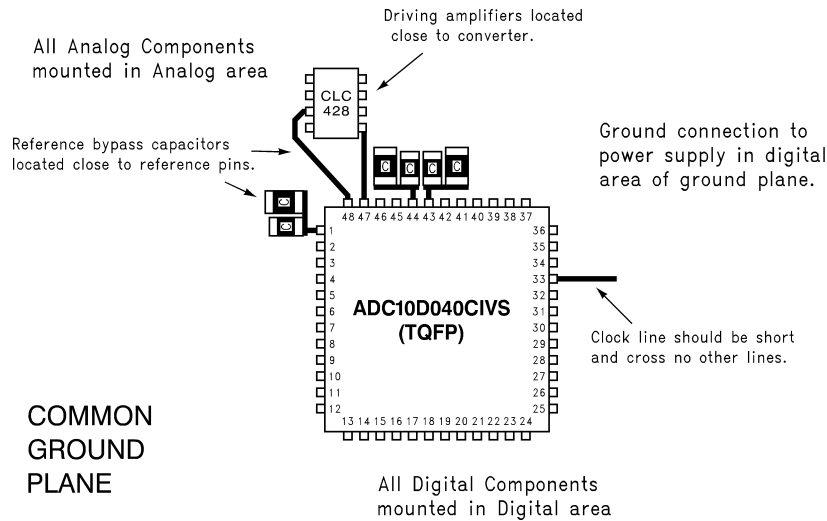 Driving amplifiers located
close to converter.
All Analog Components
mounted in Analog area
CLC
428
Reference bypass capacitors
located close to reference pins.
Ground connection to
power supply in digital
area of ground plane.
C C C C
C
C
48 47 46 45 44 43 42 41 40 39 38 37
1
2
3
4
5
6
7
8
9
10
11
12
36
35
34
33
32
31
30
29
28
27
26
25
ADC10D040CIVS
(TQFP)
Clock line should be short
and cross no other lines.
13 14 15 16 17 18 19 20 21 22 23 24
COMMON
GROUND
PLANE
All Digital Components
mounted in Digital area